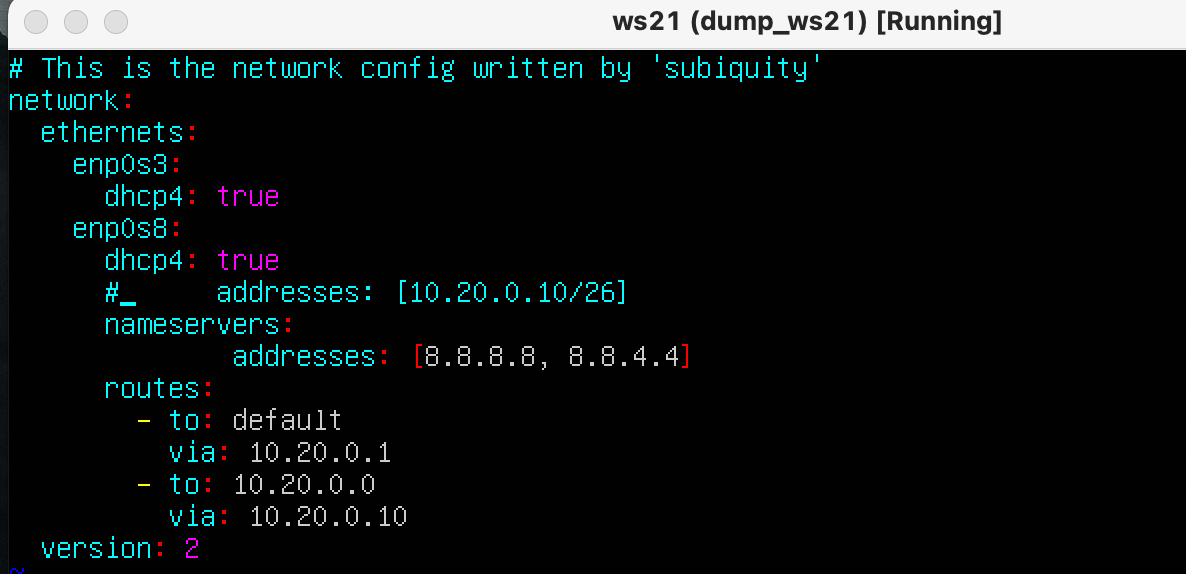 ws21 (dump_ws21) [Running]
# This is the network config written by 'subiquity'
network:
  ethernets:
    enp0s3:
      dhcp4: true
    enp0s8:
      dhcp4: true
      #_     addresses: [10.20.0.10/26]
      nameservers:
              addresses: [8.8.8.8, 8.8.4.4]
      routes:
        - to: default
          via: 10.20.0.1
        - to: 10.20.0.0
          via: 10.20.0.10
  version: 2
~